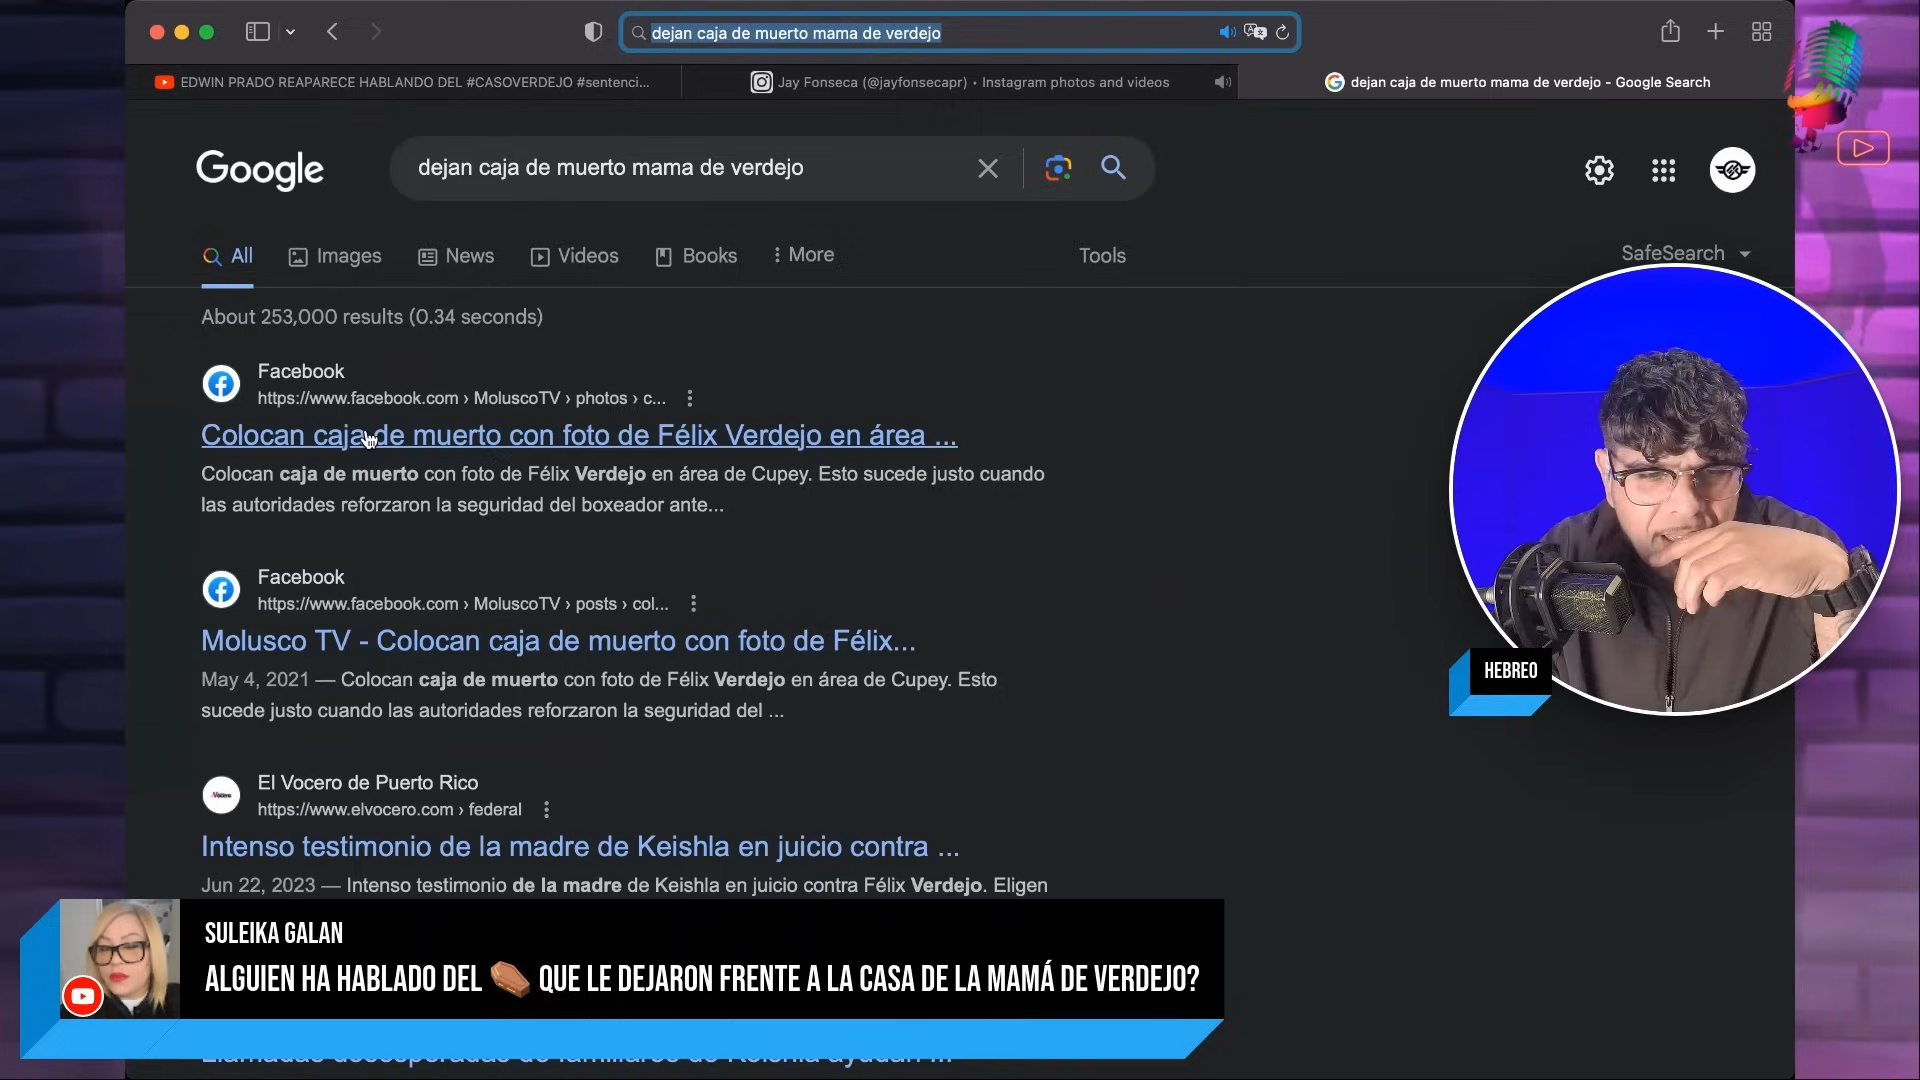 dejan caja de muerto mama de verdejo
EDWIN PRADO REAPARECE HABLANDO DEL #CASOVERDEJO #sentenci...
Jay Fonseca (@jayfonsecapr) • Instagram photos and videos
dejan caja de muerto mama de verdejo - Google Search
Google
dejan caja de muerto mama de verdejo
All
Images
News
Videos
Books
More
Tools
SafeSearch
About 253,000 results (0.34 seconds)
Facebook
https://www.facebook.com › MoluscoTV › photos › c...
Colocan caja de muerto con foto de Félix Verdejo en área ...
Colocan caja de muerto con foto de Félix Verdejo en área de Cupey. Esto sucede justo cuando
las autoridades reforzaron la seguridad del boxeador ante...
Facebook
https://www.facebook.com › MoluscoTV › posts › col...
Molusco TV - Colocan caja de muerto con foto de Félix...
May 4, 2021 — Colocan caja de muerto con foto de Félix Verdejo en área de Cupey. Esto
sucede justo cuando las autoridades reforzaron la seguridad del ...
HEBREO
El Vocero de Puerto Rico
https://www.elvocero.com › federal
Intenso testimonio de la madre de Keishla en juicio contra ...
Jun 22, 2023 — Intenso testimonio de la madre de Keishla en juicio contra Félix Verdejo. Eligen
SULEIKA GALAN
ALGUIEN HA HABLADO DEL ⚰️ QUE LE DEJARON FRENTE A LA CASA DE LA MAMÁ DE VERDEJO?